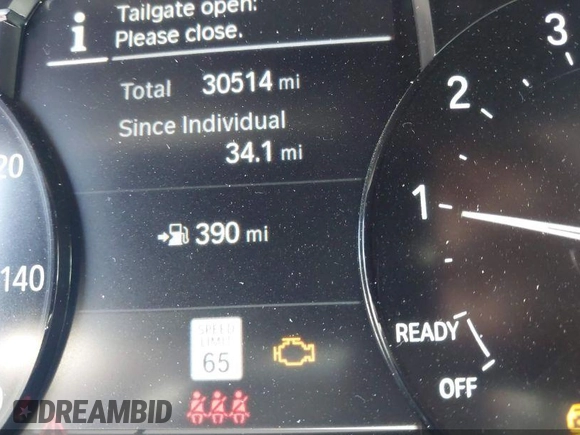 Tailgate open:
Please close.
Total 30514 mi
Since Individual
34.1 mi
390 mi
SPEED
LIMIT
65
140
3
2
1
READY
OFF
DREAMBID